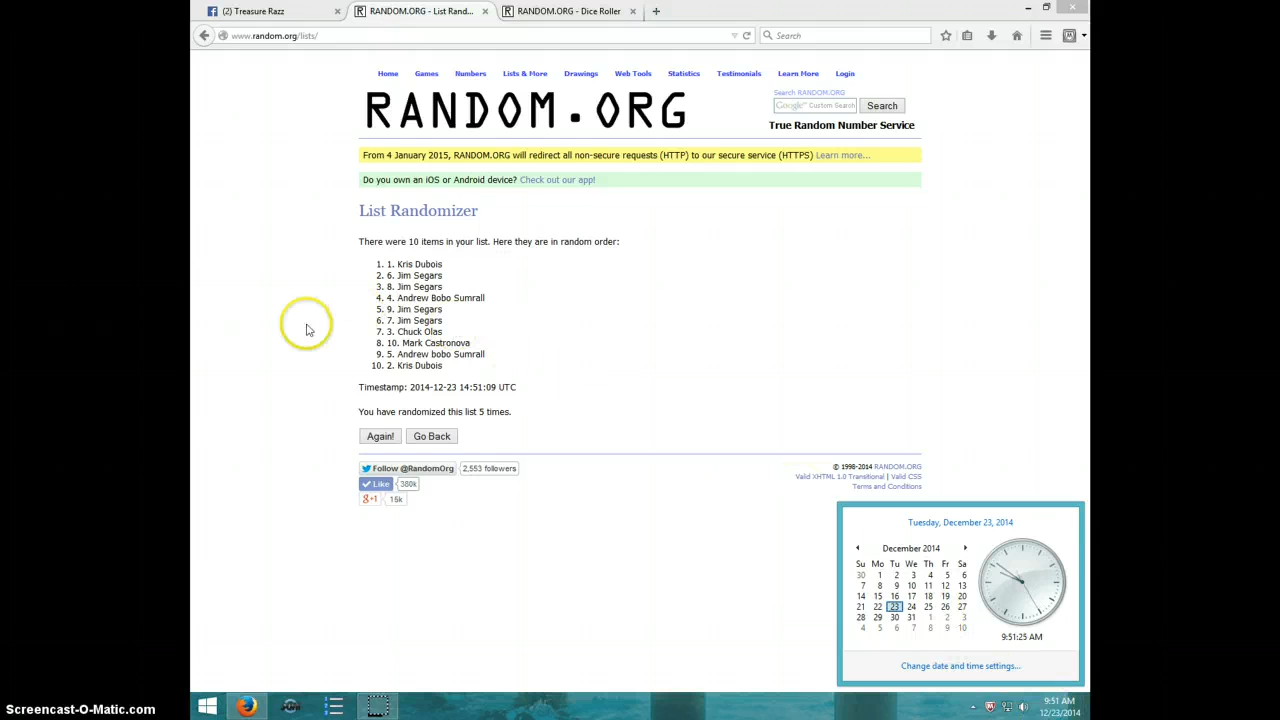 (2) Treasure Razz
RANDOM.ORG - List Rand...
RANDOM.ORG - Dice Roller
www.random.org/lists/
Search
Home Games Numbers Lists & More Drawings Web Tools Statistics Testimonials Learn More Login
RANDOM.ORG
Search RANDOM.ORG
Google™ Custom Search
Search
True Random Number Service
From 4 January 2015, RANDOM.ORG will redirect all non-secure requests (HTTP) to our secure service (HTTPS) Learn more...
Do you own an iOS or Android device? Check out our app!
List Randomizer
There were 10 items in your list. Here they are in random order:
1. 1. Kris Dubois
2. 6. Jim Segars
3. 8. Jim Segars
4. 4. Andrew Bobo Sumrall
5. 9. Jim Segars
6. 7. Jim Segars
7. 3. Chuck Olas
8. 10. Mark Castronova
9. 5. Andrew bobo Sumrall
10. 2. Kris Dubois
Timestamp: 2014-12-23 14:51:09 UTC
You have randomized this list 5 times.
Again! Go Back
Follow @RandomOrg 2,553 followers
Like 380k
g+1 15k
© 1998-2014 RANDOM.ORG
Valid XHTML 1.0 Transitional | Valid CSS
Terms and Conditions
Tuesday, December 23, 2014
December 2014
Su Mo Tu We Th Fr Sa
30 1 2 3 4 5 6
7 8 9 10 11 12 13
14 15 16 17 18 19 20
21 22 23 24 25 26 27
28 29 30 31 1 2 3
4 5 6 7 8 9 10
9:51:25 AM
Change date and time settings...
9:51 AM
12/23/2014
Screencast-O-Matic.com